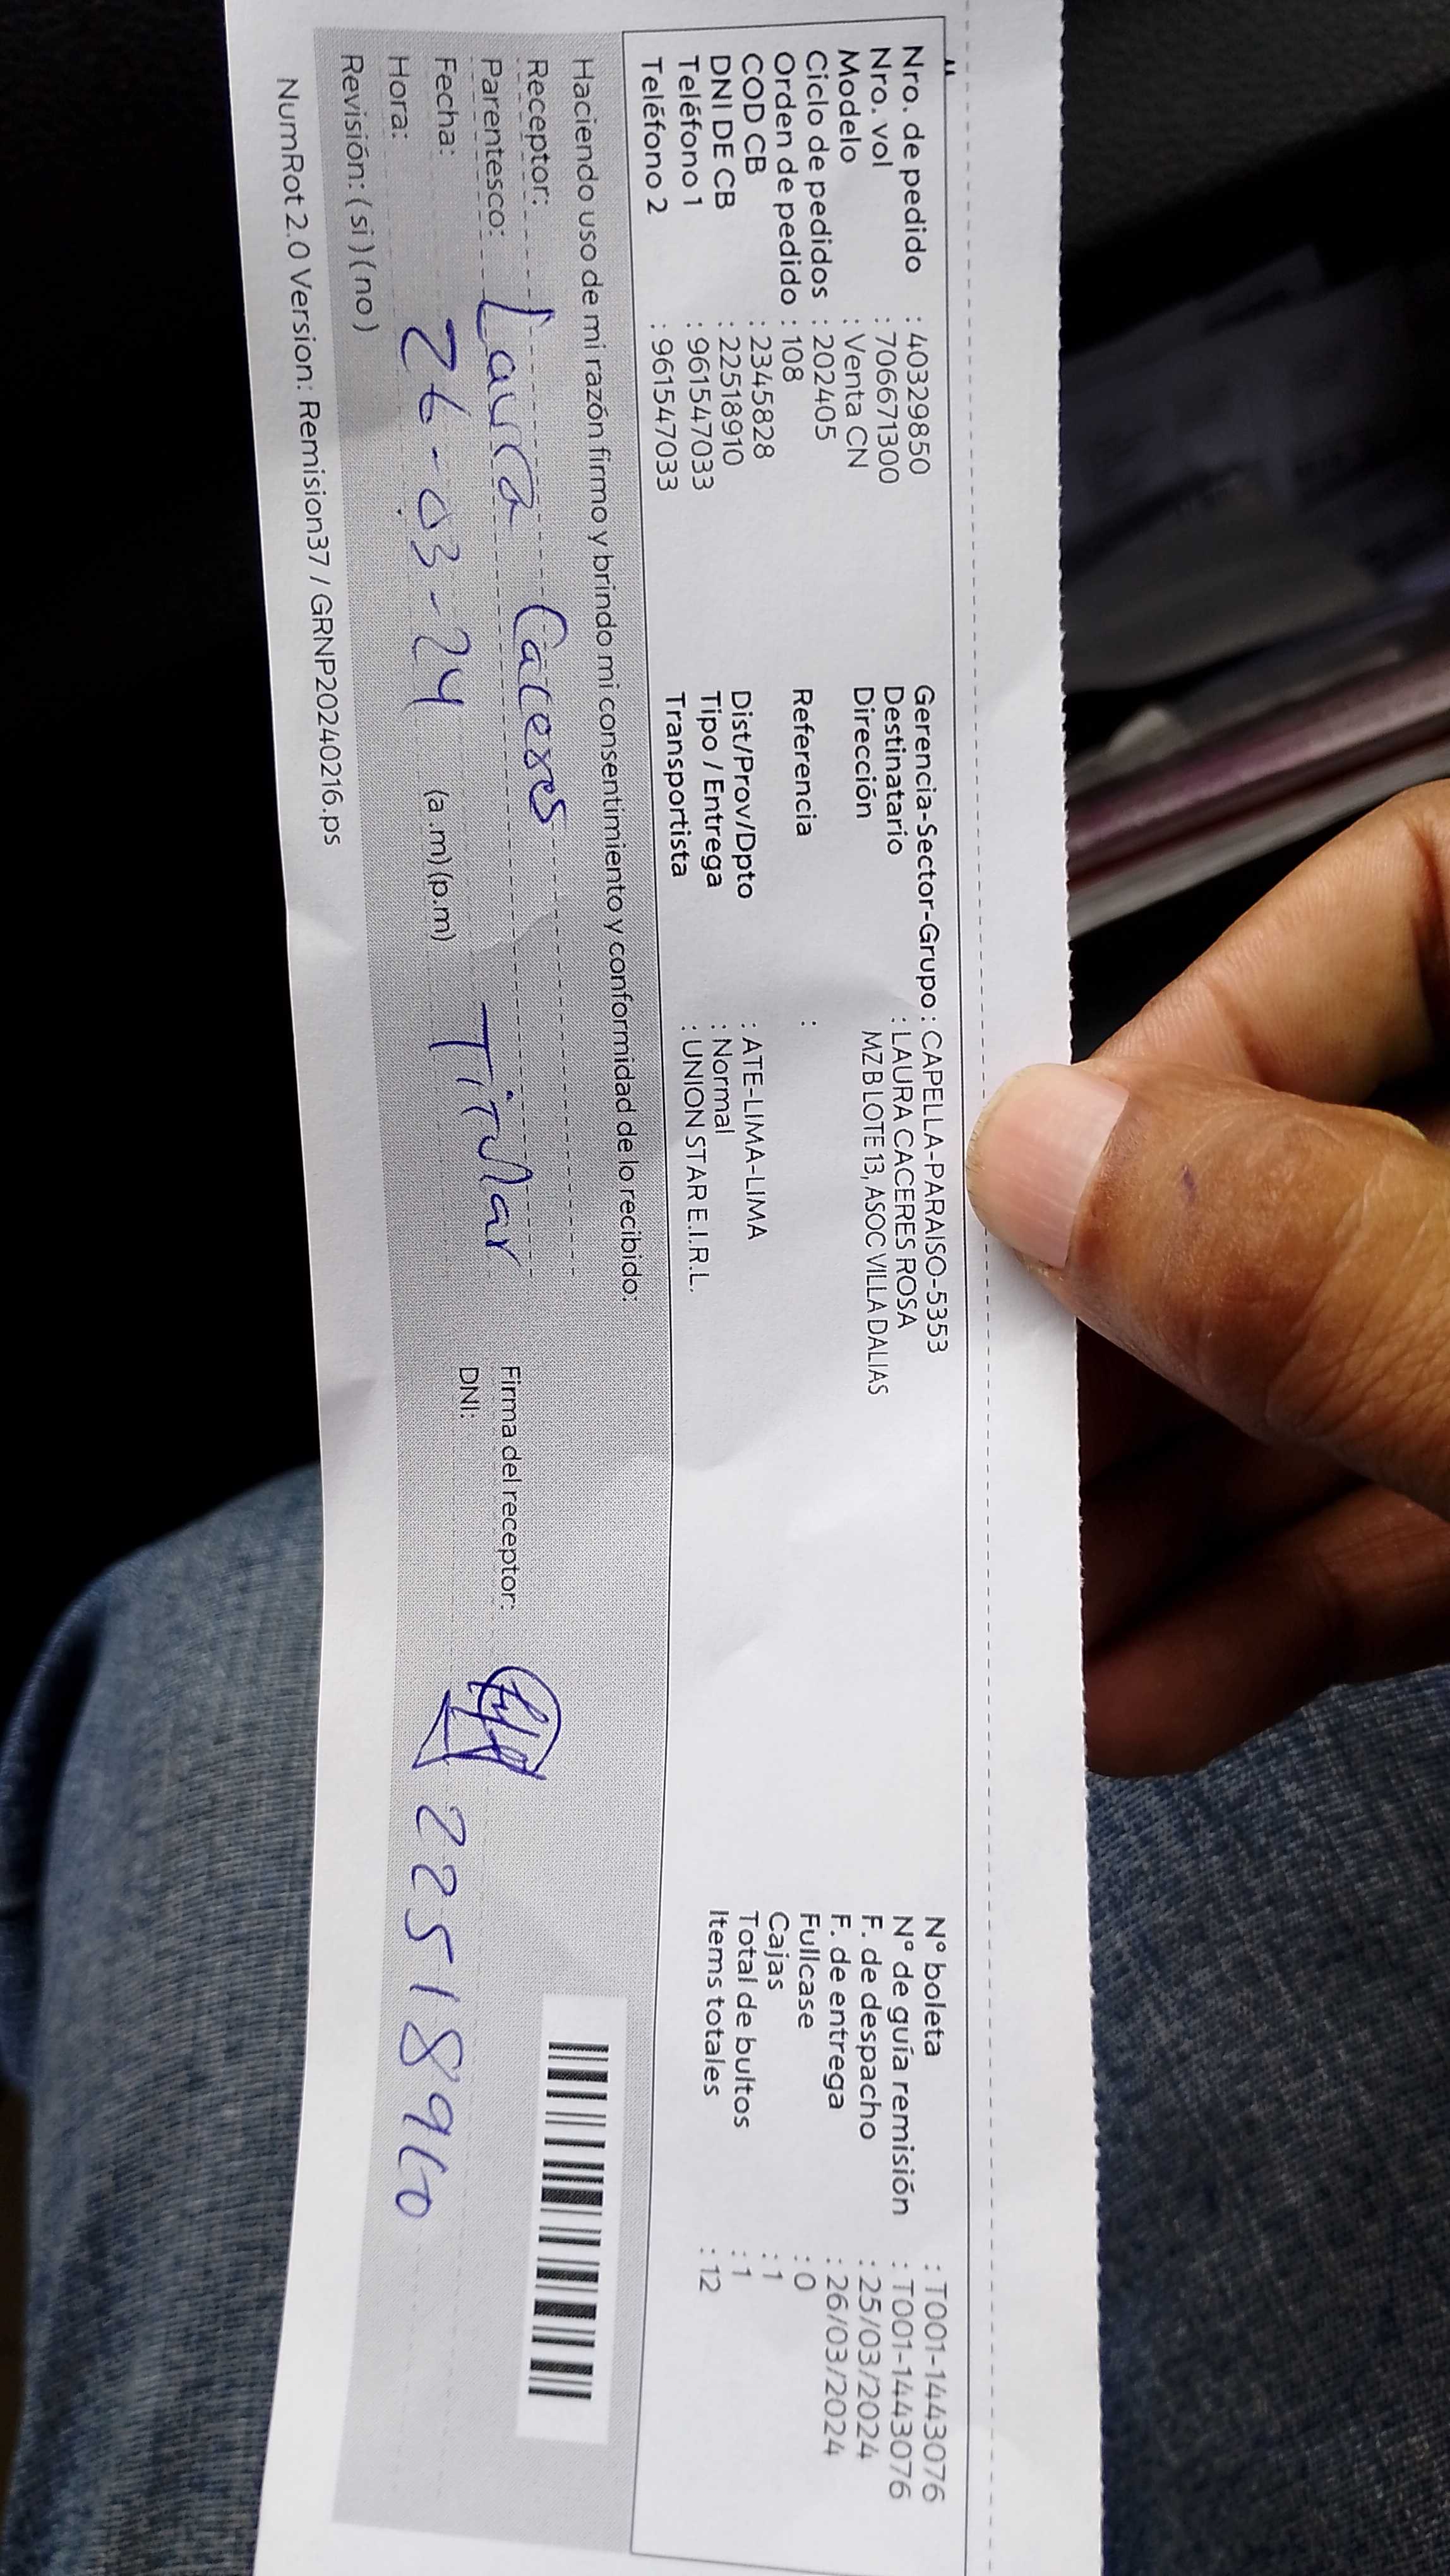 Nro. de pedido : 40329850
Nro. vol : 706671300
Modelo : Venta CN
Ciclo de pedidos : 202405
Orden de pedido : 108
COD CB : 2345828
DNI DE CB : 22518910
Teléfono 1 : 961547033
Teléfono 2 : 961547033
Gerencia-Sector-Grupo : CAPELLA-PARAISO-5353
Destinatario : LAURA CACERES ROSA
Dirección MZ B LOTE 13, ASOC VILLA DALIAS
Referencia :
Dist/Prov/Dpto : ATE-LIMA-LIMA
Tipo / Entrega : Normal
Transportista : UNION STAR E.I.R.L.
N° boleta : T001-1443076
N° de guía remisión : T001-1443076
F. de despacho : 25/03/2024
F. de entrega : 26/03/2024
Fullcase : 0
Cajas : 1
Total de bultos : 1
Items totales : 12
Haciendo uso de mi razón firmo y brindo mi consentimiento y conformidad de lo recibido:
Receptor: Laura Caceres
Parentesco: Titular
Fecha: 26-03-24
Hora: (a.m) (p.m)
Revisión: ( si ) ( no )
Firma del receptor:
DNI: 22518910
NumRot 2.0 Version: Remision37 / GRNP20240216.ps